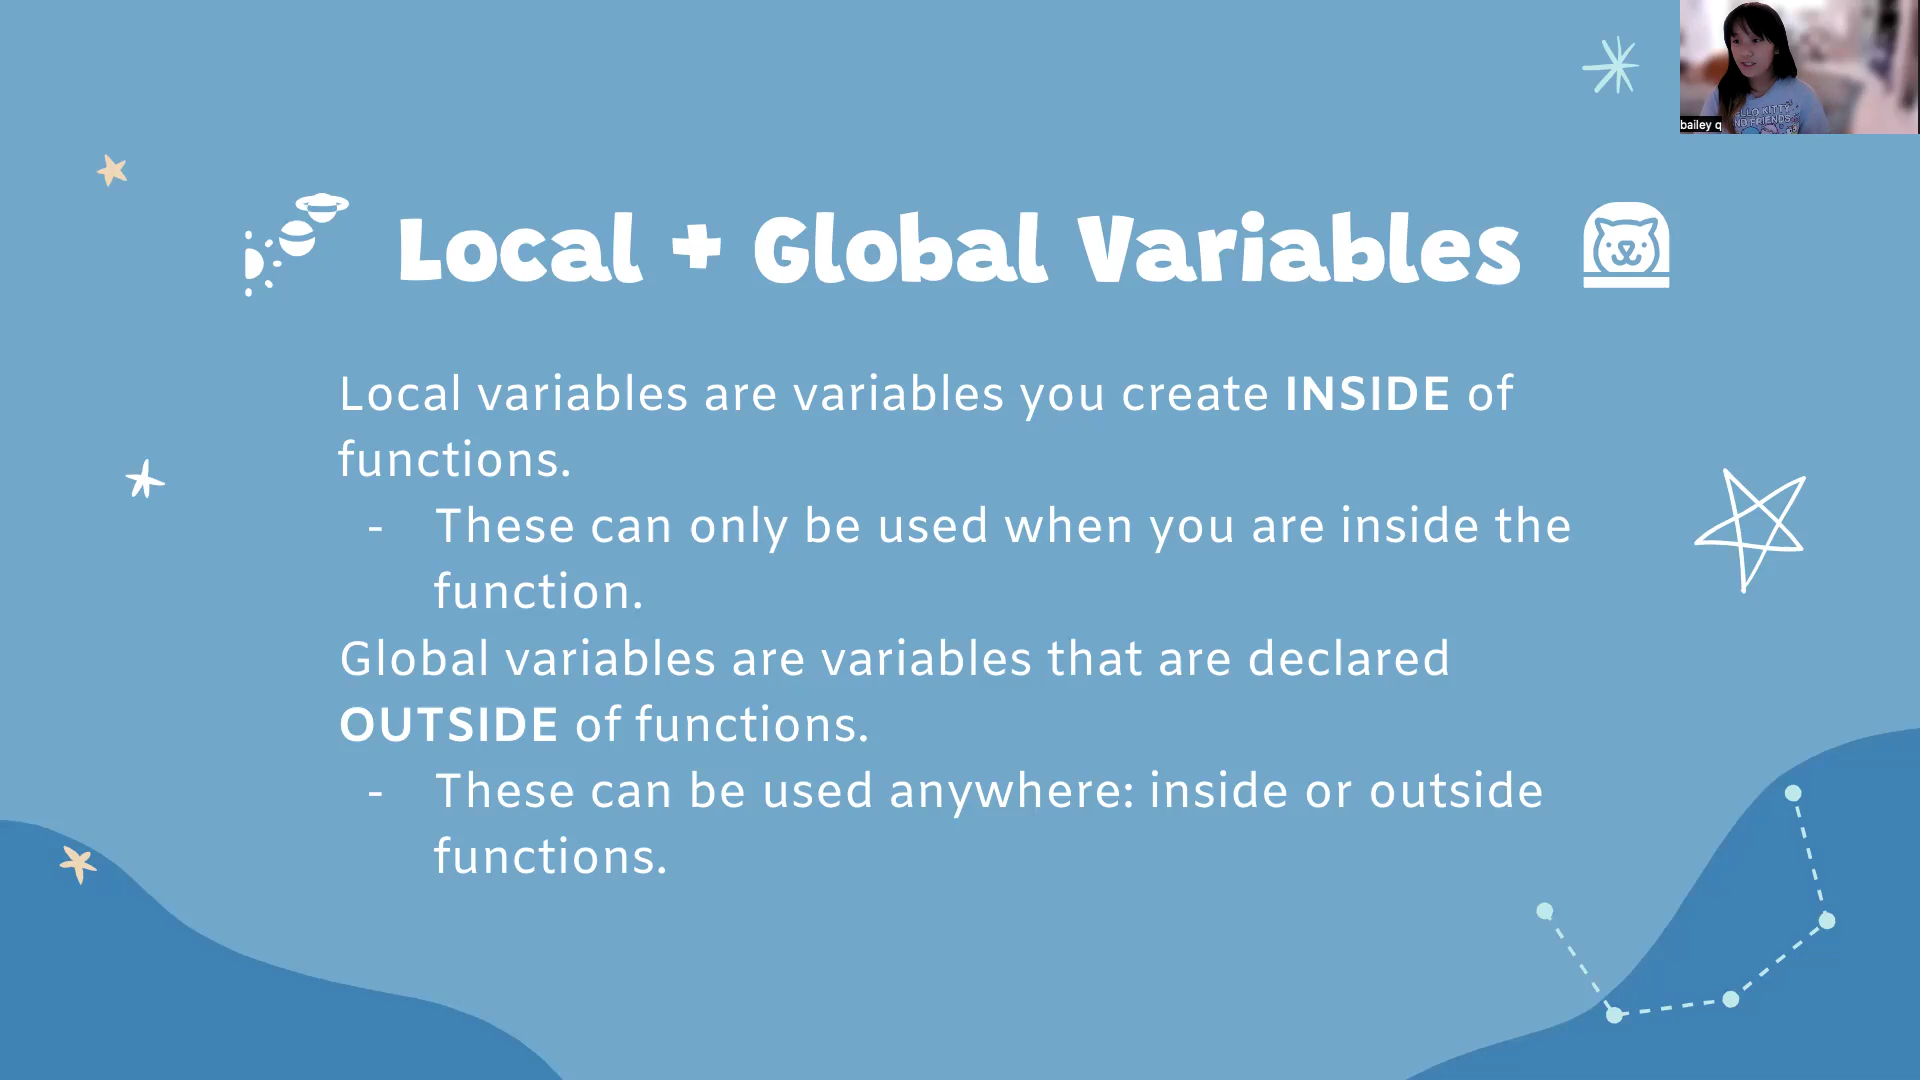 bailey q
Local + Global Variables
Local variables are variables you create INSIDE of
functions.
- These can only be used when you are inside the
function.
Global variables are variables that are declared
OUTSIDE of functions.
- These can be used anywhere: inside or outside
functions.
KITTY
FRIENDS